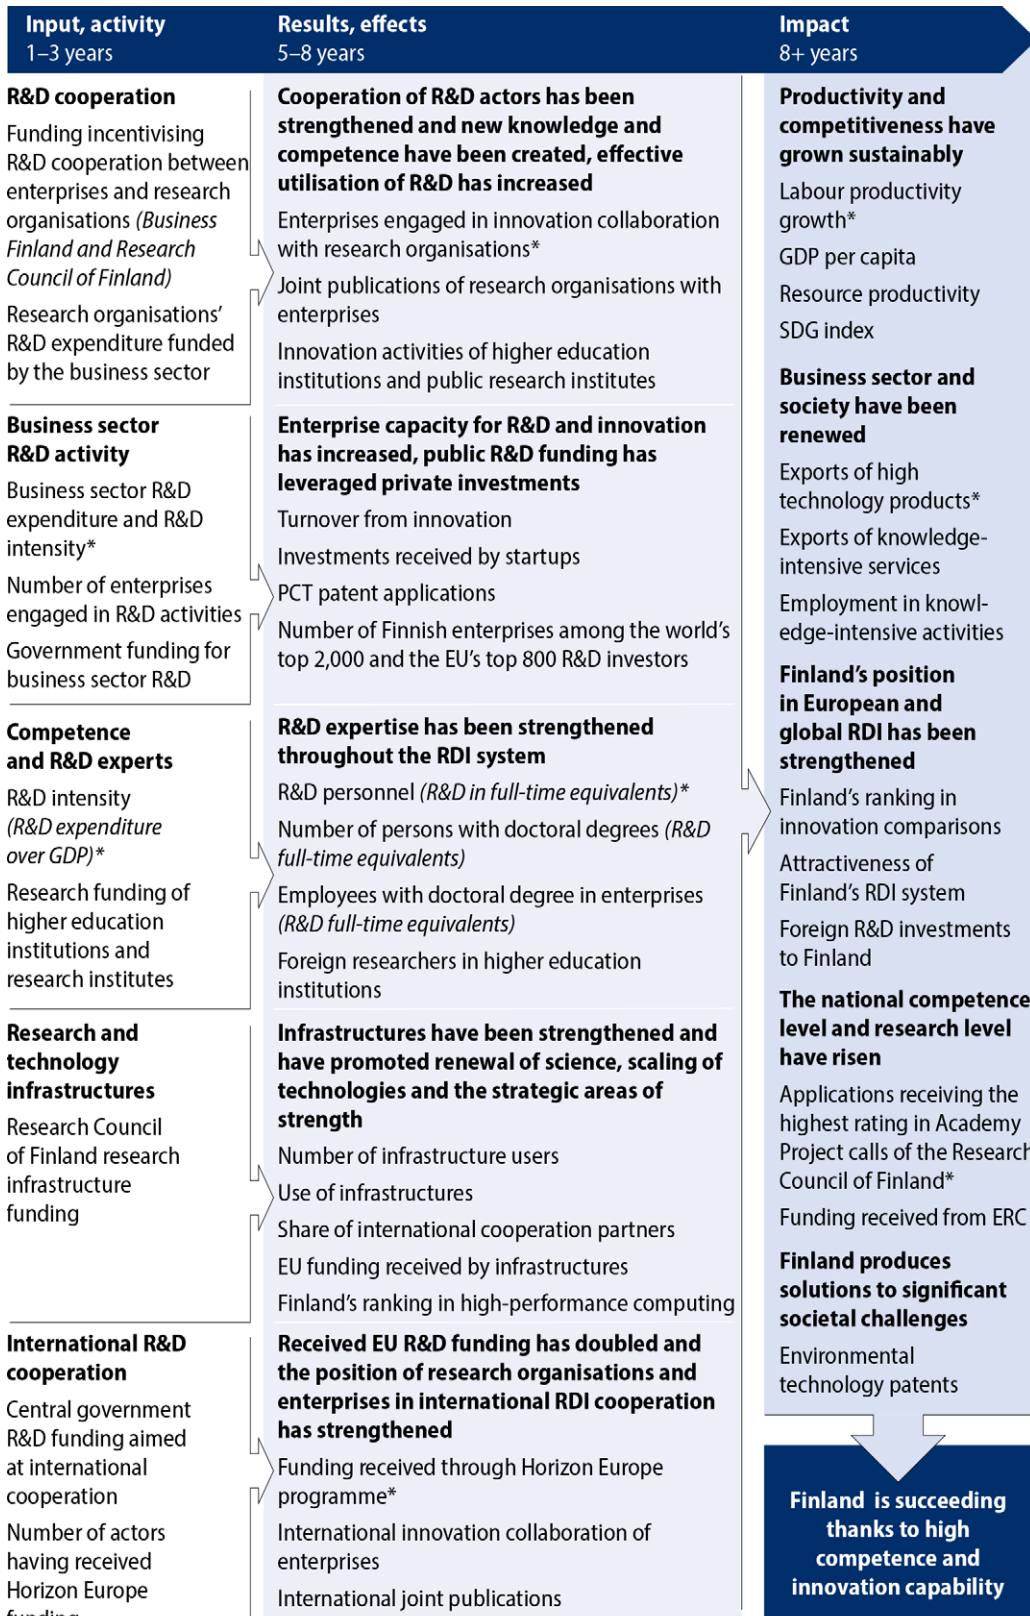 Input, activity
1–3 years
Results, effects
5–8 years
Impact
8+ years
R&D cooperation
Funding incentivising
R&D cooperation between
enterprises and research
organisations (Business
Finland and Research
Council of Finland)
Research organisations’
R&D expenditure funded
by the business sector
Cooperation of R&D actors has been
strengthened and new knowledge and
competence have been created, effective
utilisation of R&D has increased
Enterprises engaged in innovation collaboration
with research organisations*
Joint publications of research organisations with
enterprises
Innovation activities of higher education
institutions and public research institutes
Business sector
R&D activity
Business sector R&D
expenditure and R&D
intensity*
Number of enterprises
engaged in R&D activities
Government funding for
business sector R&D
Enterprise capacity for R&D and innovation
has increased, public R&D funding has
leveraged private investments
Turnover from innovation
Investments received by startups
PCT patent applications
Number of Finnish enterprises among the world’s
top 2,000 and the EU’s top 800 R&D investors
Competence
and R&D experts
R&D intensity
(R&D expenditure
over GDP)*
Research funding of
higher education
institutions and
research institutes
R&D expertise has been strengthened
throughout the RDI system
R&D personnel (R&D in full-time equivalents)*
Number of persons with doctoral degrees (R&D
full-time equivalents)
Employees with doctoral degree in enterprises
(R&D full-time equivalents)
Foreign researchers in higher education
institutions
Research and
technology
infrastructures
Research Council
of Finland research
infrastructure
funding
Infrastructures have been strengthened and
have promoted renewal of science, scaling of
technologies and the strategic areas of
strength
Number of infrastructure users
Use of infrastructures
Share of international cooperation partners
EU funding received by infrastructures
Finland’s ranking in high-performance computing
International R&D
cooperation
Central government
R&D funding aimed
at international
cooperation
Number of actors
having received
Horizon Europe
funding
Received EU R&D funding has doubled and
the position of research organisations and
enterprises in international RDI cooperation
has strengthened
Funding received through Horizon Europe
programme*
International innovation collaboration of
enterprises
International joint publications
Productivity and
competitiveness have
grown sustainably
Labour productivity
growth*
GDP per capita
Resource productivity
SDG index
Business sector and
society have been
renewed
Exports of high
technology products*
Exports of knowledge-
intensive services
Employment in knowl-
edge-intensive activities
Finland’s position
in European and
global RDI has been
strengthened
Finland’s ranking in
innovation comparisons
Attractiveness of
Finland’s RDI system
Foreign R&D investments
to Finland
The national competence
level and research level
have risen
Applications receiving the
highest rating in Academy
Project calls of the Research
Council of Finland*
Funding received from ERC
Finland produces
solutions to significant
societal challenges
Environmental
technology patents
Finland is succeeding
thanks to high
competence and
innovation capability